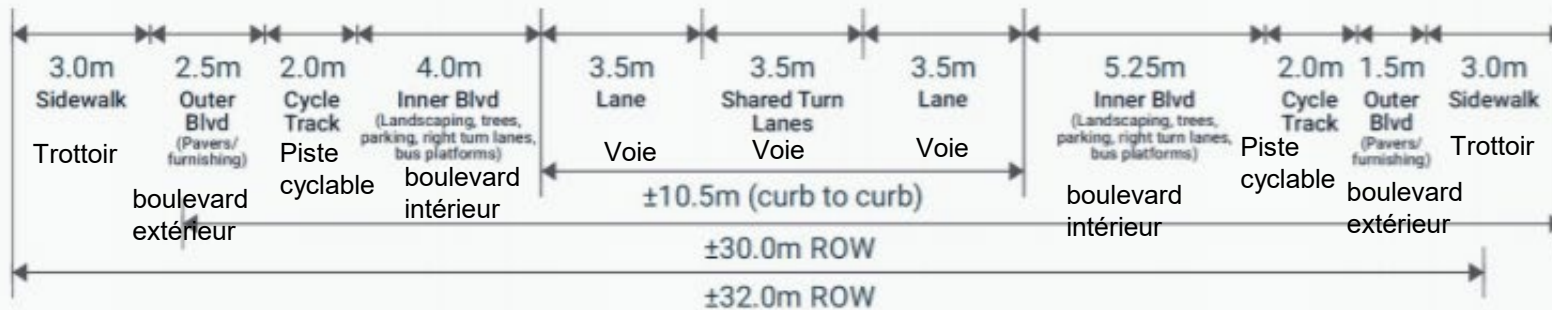 3.0m
Sidewalk
Trottoir
2.5m
Outer
Blvd
(Pavers/
furnishing)
boulevard
extérieur
2.0m
Cycle
Track
Piste
cyclable
4.0m
Inner Blvd
(Landscaping, trees,
parking, right turn lanes,
bus platforms)
boulevard
intérieur
3.5m
Lane
Voie
3.5m
Shared Turn
Lanes
Voie
3.5m
Lane
Voie
5.25m
Inner Blvd
(Landscaping, trees,
parking, right turn lanes,
bus platforms)
boulevard
intérieur
2.0m
Cycle
Track
Piste
cyclable
1.5m
Outer
Blvd
(Pavers/
furnishing)
boulevard
extérieur
3.0m
Sidewalk
Trottoir
±10.5m (curb to curb)
±30.0m ROW
±32.0m ROW